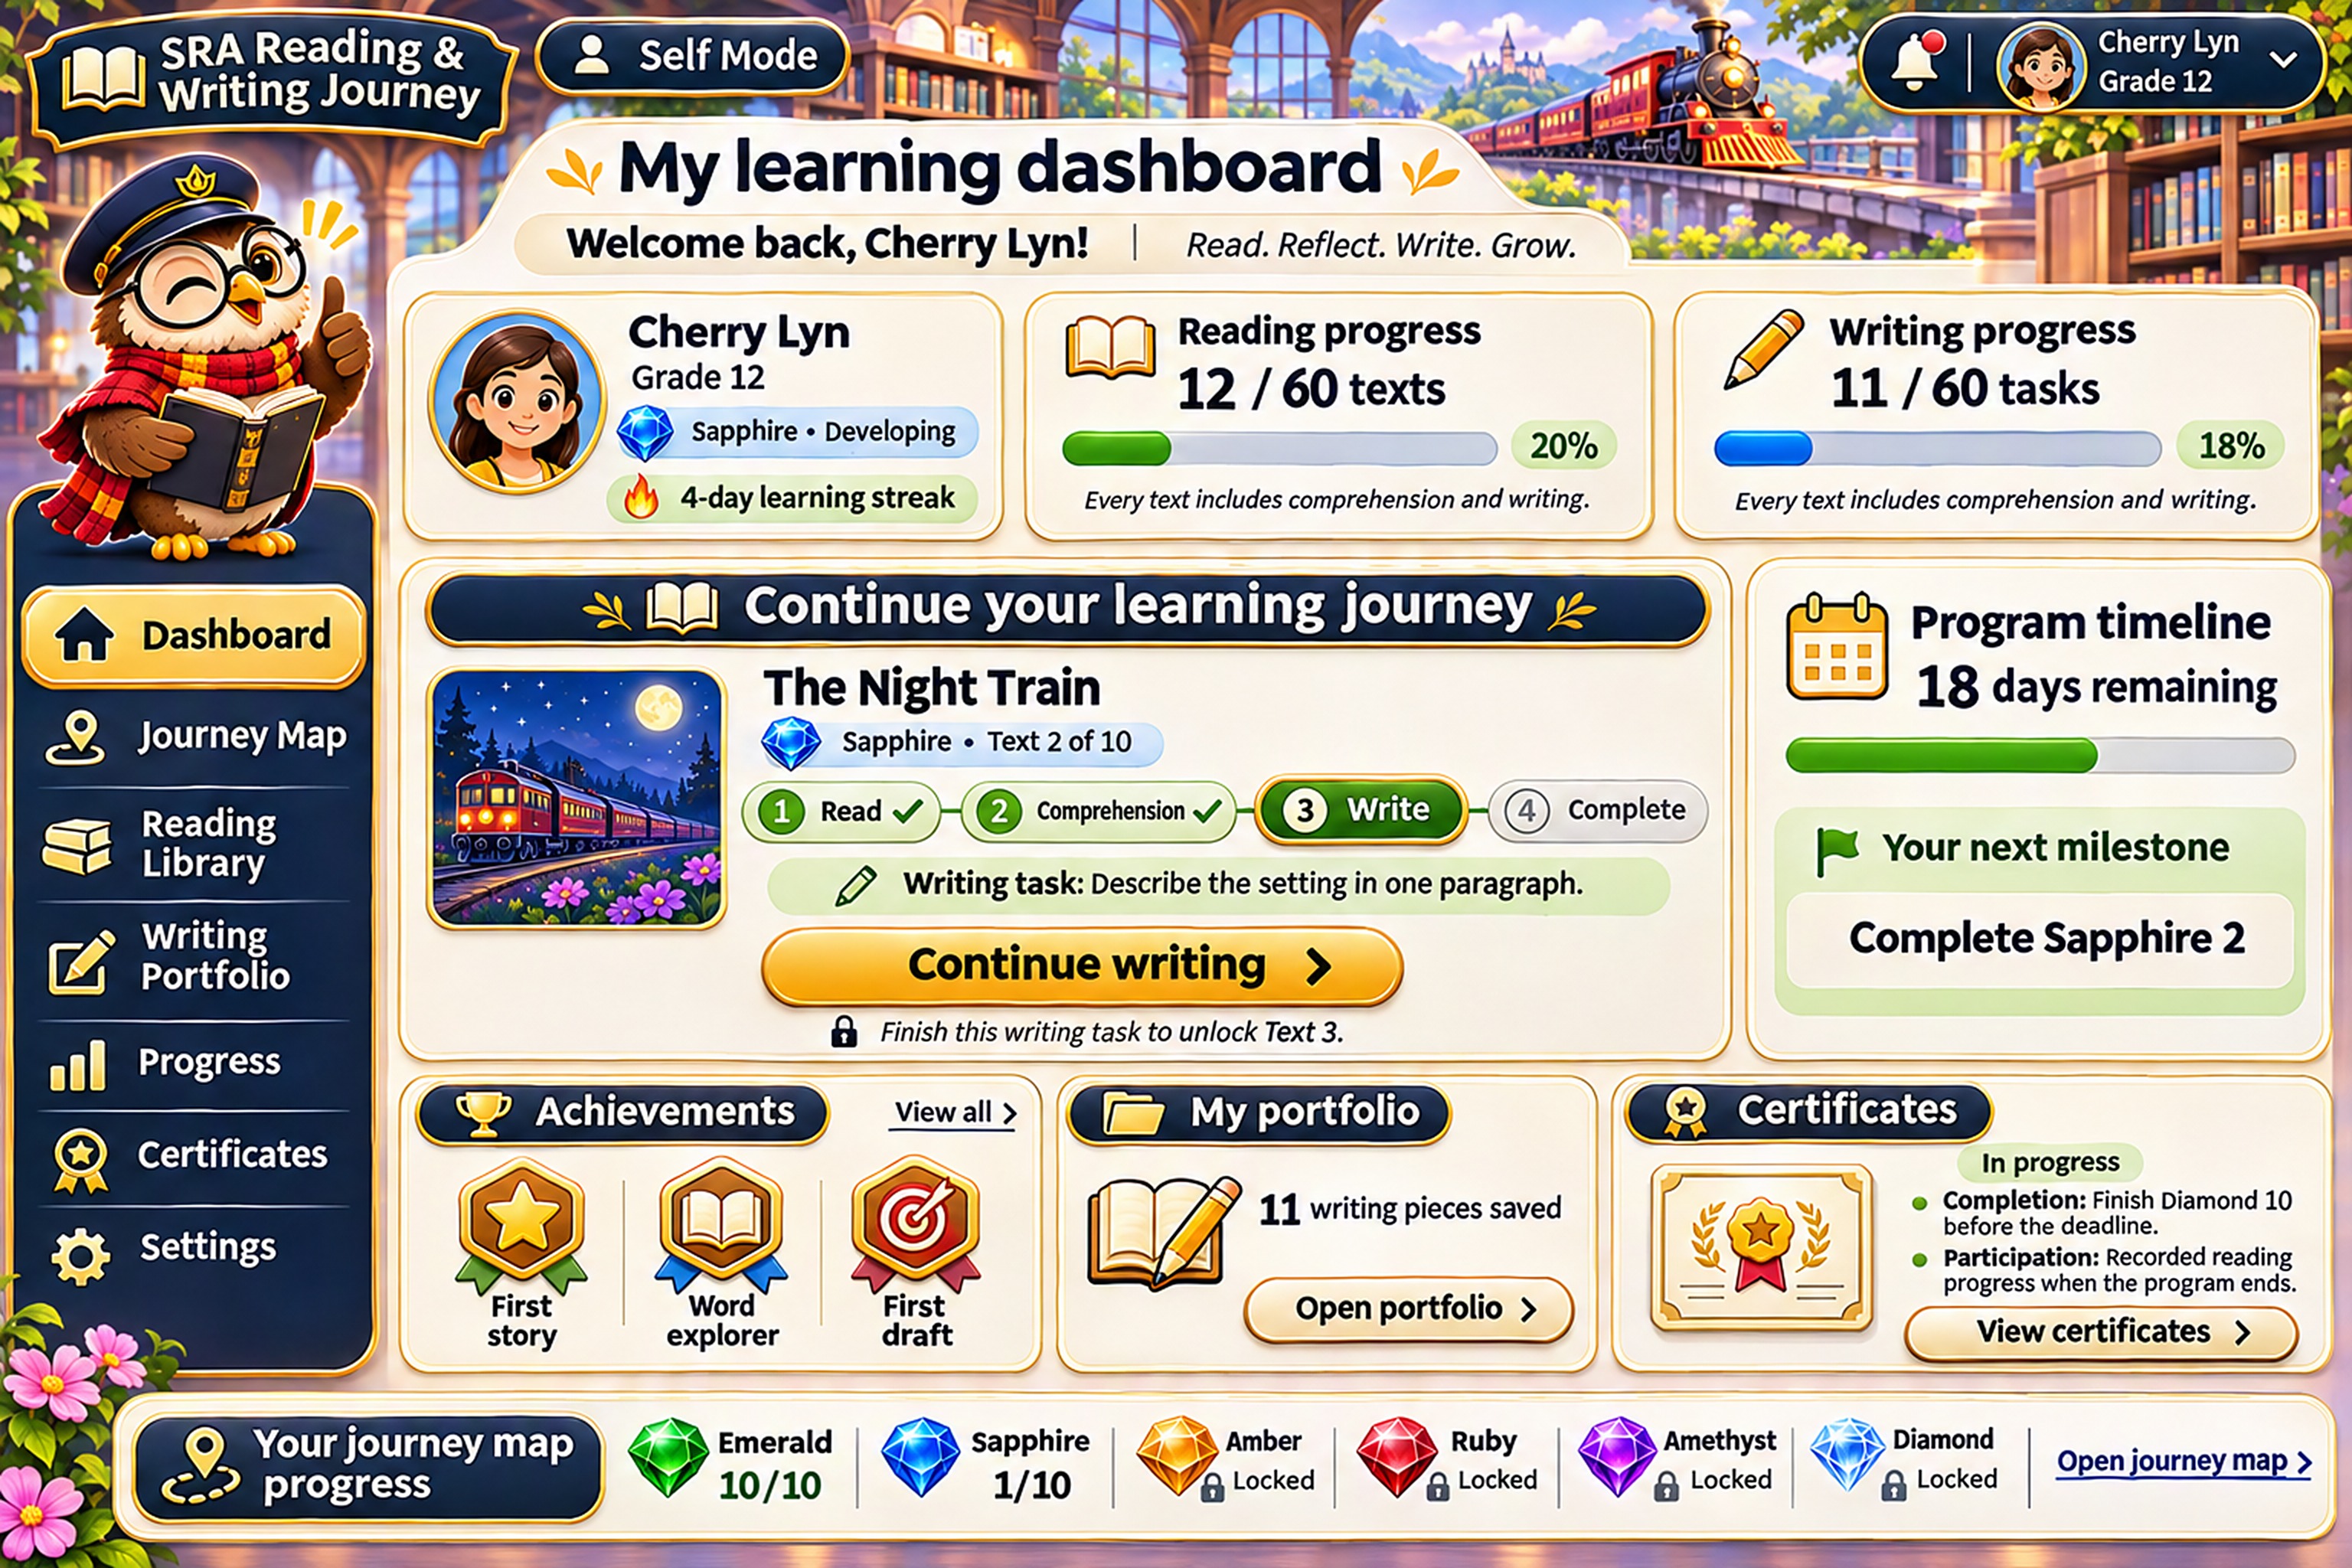 SRA Reading &
Writing Journey
Self Mode
Cherry Lyn
Grade 12
My learning dashboard
Welcome back, Cherry Lyn!
Read. Reflect. Write. Grow.
Cherry Lyn
Grade 12
Sapphire • Developing
4-day learning streak
Reading progress
12 / 60 texts
20%
Every text includes comprehension and writing.
Writing progress
11 / 60 tasks
18%
Every text includes comprehension and writing.
Dashboard
Journey Map
Reading
Library
Writing
Portfolio
Progress
Certificates
Settings
Continue your learning journey
The Night Train
Sapphire • Text 2 of 10
1 Read
2 Comprehension
3 Write
4 Complete
Writing task: Describe the setting in one paragraph.
Continue writing
Finish this writing task to unlock Text 3.
Program timeline
18 days remaining
Your next milestone
Complete Sapphire 2
Achievements
View all
First
story
Word
explorer
First
draft
My portfolio
11 writing pieces saved
Open portfolio
Certificates
In progress
• Completion: Finish Diamond 10
before the deadline.
• Participation: Recorded reading
progress when the program ends.
View certificates
Your journey map
progress
Emerald
10/10
Sapphire
1/10
Amber
Locked
Ruby
Locked
Amethyst
Locked
Diamond
Locked
Open journey map